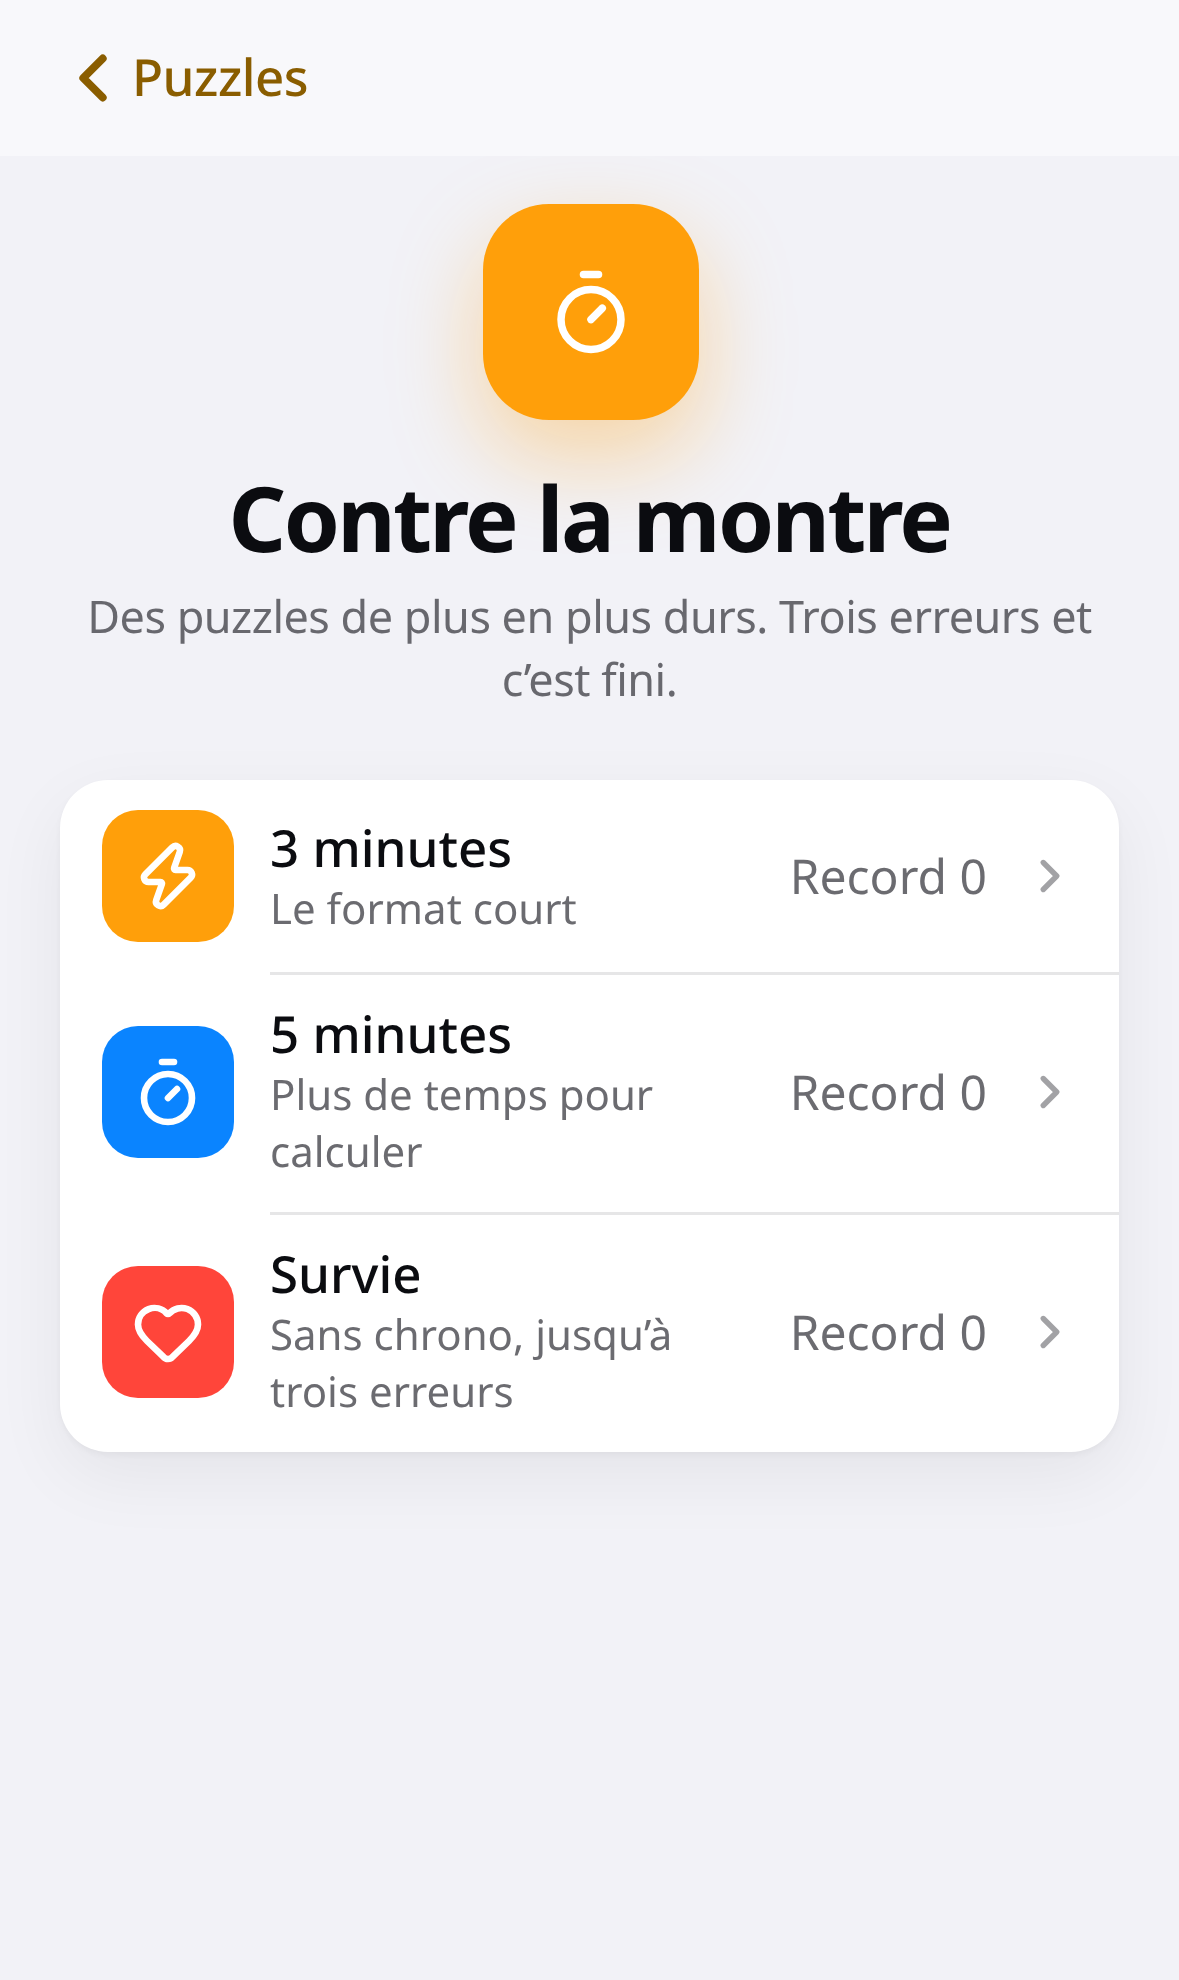 Puzzles
Contre la montre
Des puzzles de plus en plus durs. Trois erreurs et
c’est fini.
3 minutes
Le format court
Record 0
5 minutes
Plus de temps pour
calculer
Record 0
Survie
Sans chrono, jusqu’à
trois erreurs
Record 0